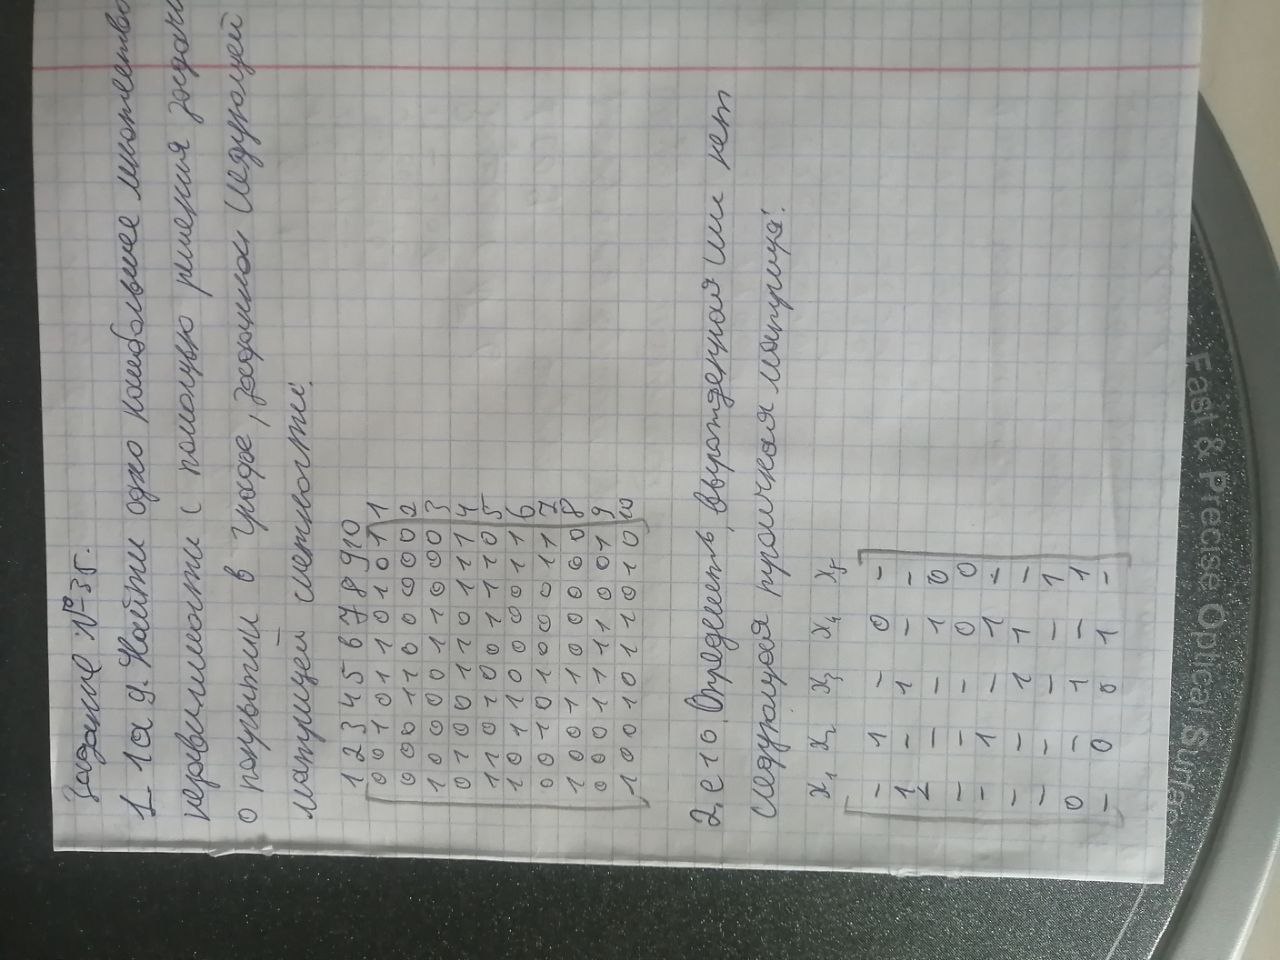 Задание №35.
1 1а д. Найти одно наибольшее множество
независимости с помощью решения задачи
о покрытии в графе, заданном следующей
матрицей смежности:
1 2 3 4 5 6 7 8 9 10
0 0 1 0 1 1 0 1 0 1 1
0 0 0 1 1 0 0 0 0 0 2
1 0 0 0 0 1 1 0 0 0 3
0 1 0 0 1 1 0 1 1 1 4
1 1 0 1 0 0 1 1 1 0 5
1 0 1 1 0 0 0 0 1 1 6
0 0 1 0 1 0 0 0 1 1 7
1 0 0 1 1 0 0 0 0 0 8
0 0 0 1 1 1 1 0 0 1 9
1 0 0 1 0 1 1 0 1 0 10
2. е 10. Определить, вырожденная или нет
следующая троичная матрица:
x1 x2 x3 x4 x5
- 1 - 0 -
1 - 1 - -
- - - 1 0
- - - 0 0
- 1 - 1 -
- - 1 1 -
- - - - 1
0 - 1 - 1
- 0 0 1 -
Fast & Precise Optical Surface